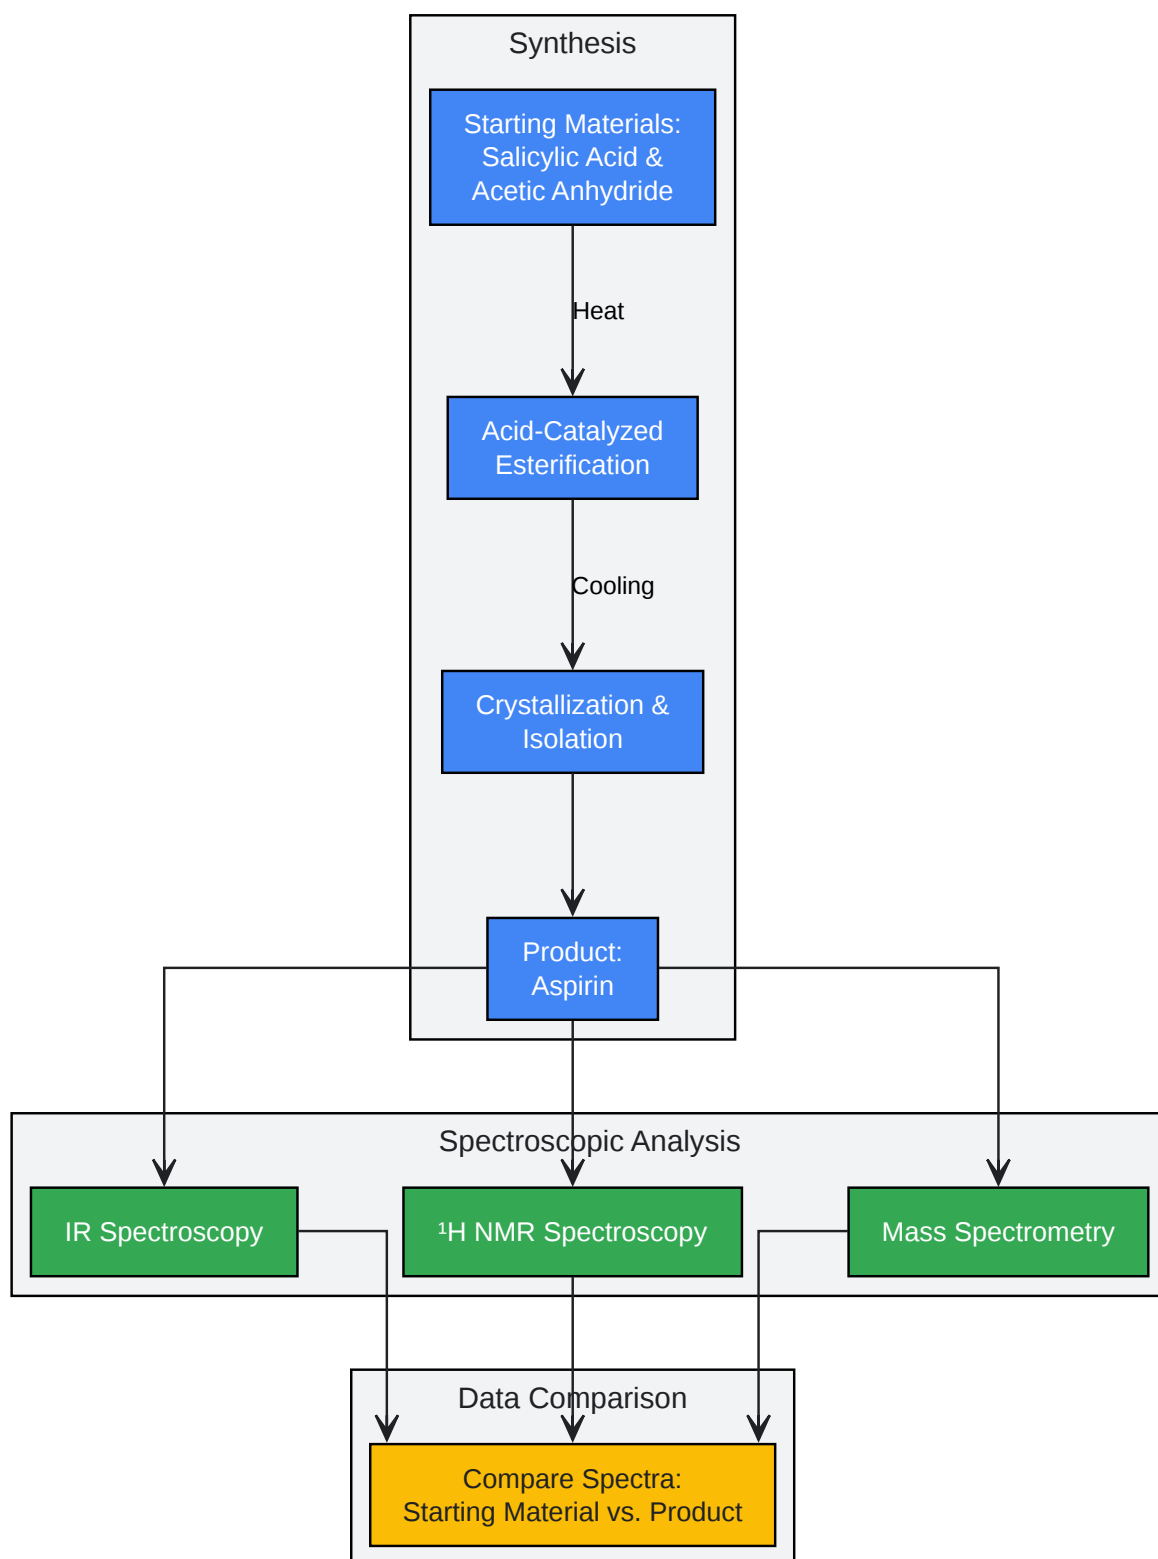 Synthesis
Starting Materials:
Salicylic Acid &
Acetic Anhydride
Heat
Acid-Catalyzed
Esterification
Cooling
Crystallization &
Isolation
Product:
Aspirin
Spectroscopic Analysis
IR Spectroscopy
¹H NMR Spectroscopy
Mass Spectrometry
Data Comparison
Compare Spectra:
Starting Material vs. Product